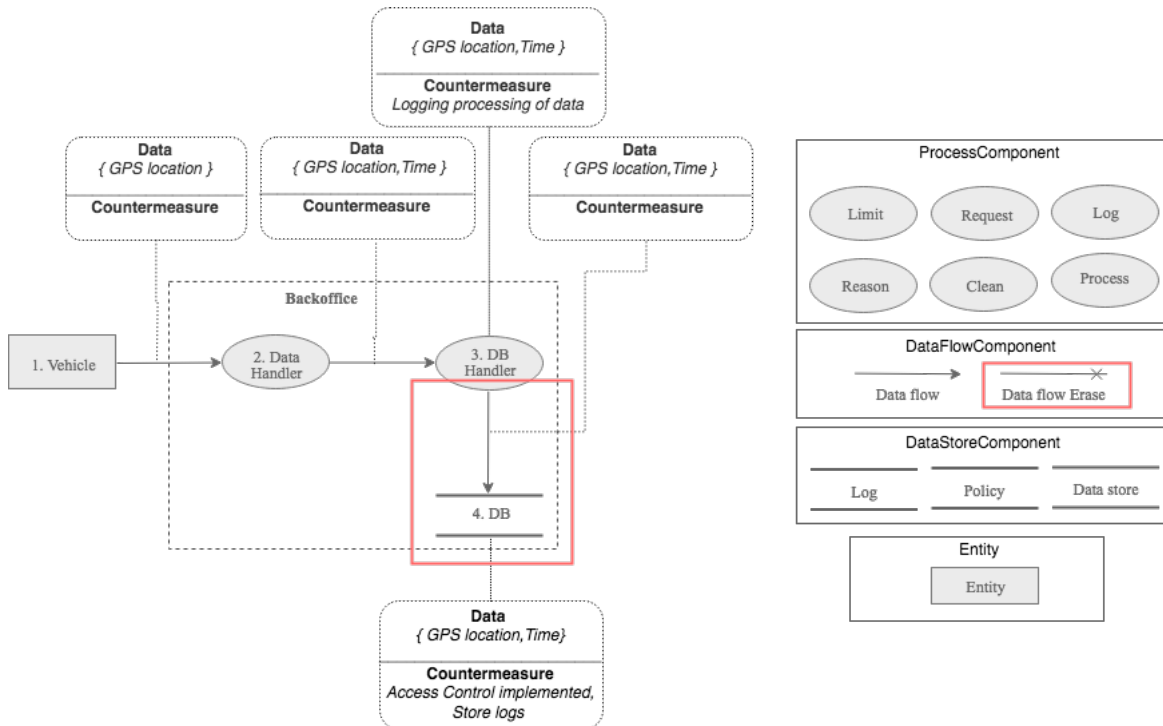 Data
{ GPS location,Time }
Countermeasure
Logging processing of data
Data
{ GPS location }
Countermeasure
Data
{ GPS location,Time }
Countermeasure
Data
{ GPS location,Time }
Countermeasure
Backoffice
1. Vehicle
2. Data
Handler
3. DB
Handler
4. DB
Data
{ GPS location,Time}
Countermeasure
Access Control implemented,
Store logs
ProcessComponent
Limit
Request
Log
Reason
Clean
Process
DataFlowComponent
Data flow
Data flow Erase
DataStoreComponent
Log
Policy
Data store
Entity
Entity